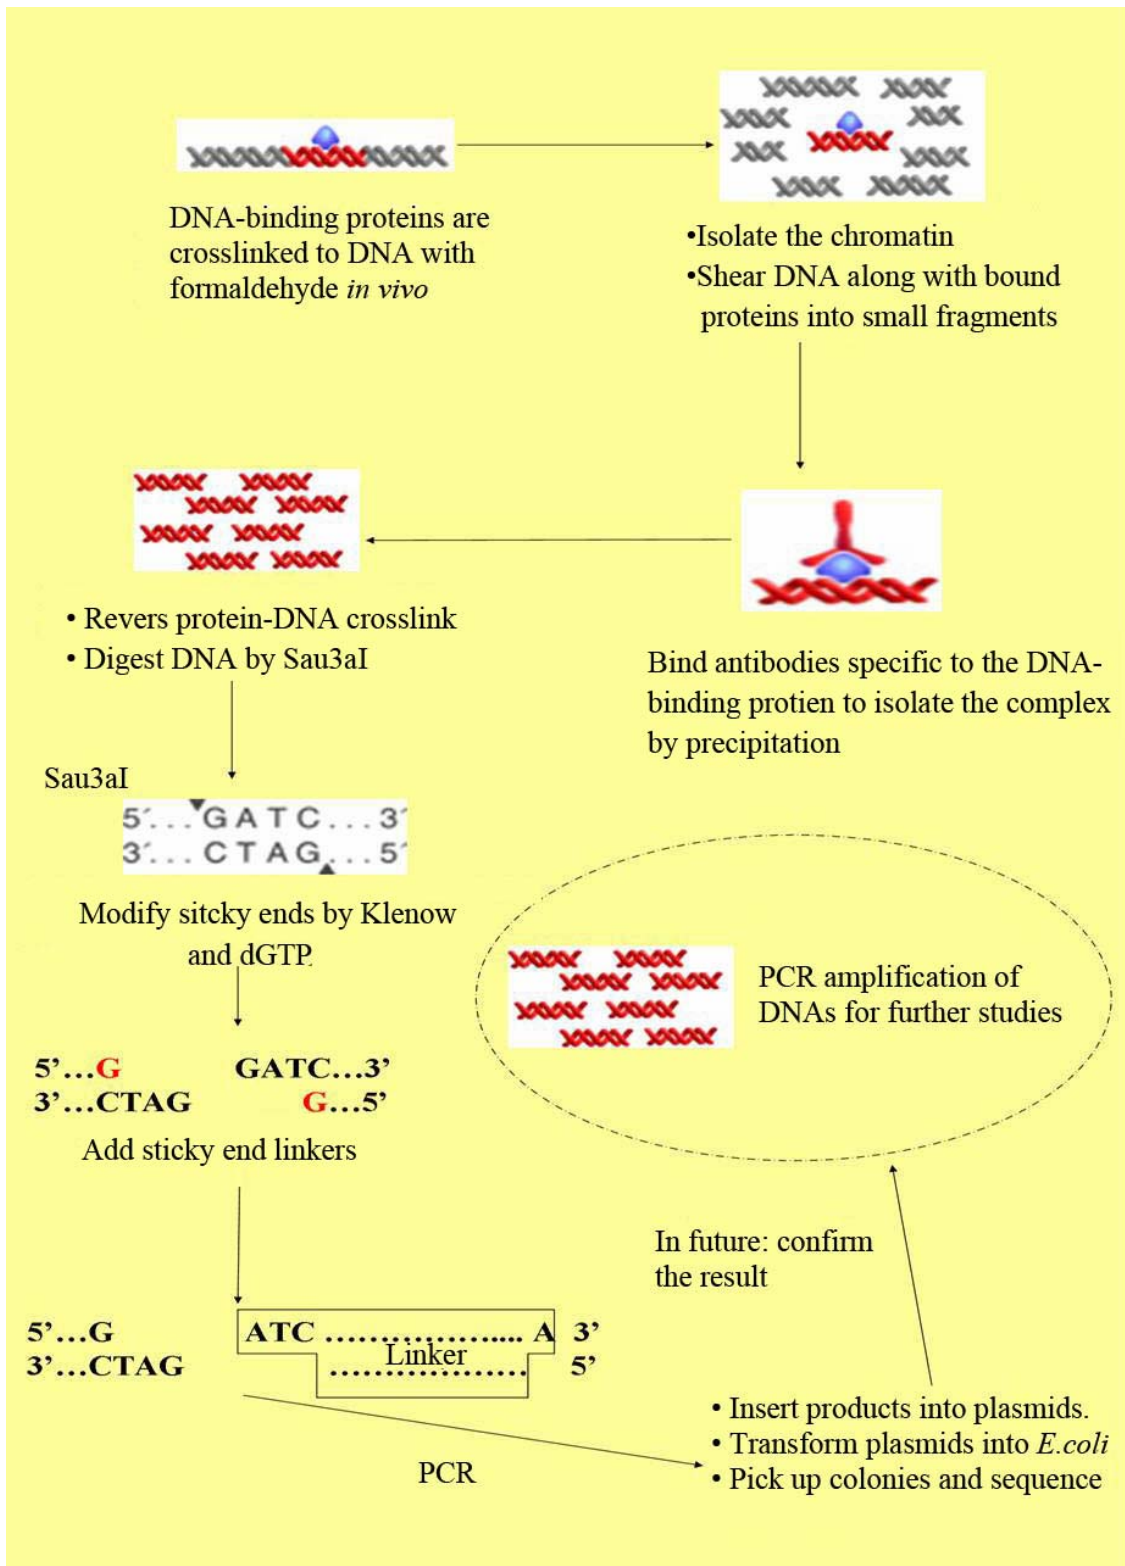 DNA-binding proteins are
crosslinked to DNA with
formaldehyde in vivo
•Isolate the chromatin
•Shear DNA along with bound
proteins into small fragments
Bind antibodies specific to the DNA-
binding protien to isolate the complex
by precipitation
• Revers protein-DNA crosslink
• Digest DNA by Sau3aI
Sau3aI
5´...GATC...3´
3´...CTAG...5´
Modify sitcky ends by Klenow
and dGTP.
5’…G GATC…3’
3’…CTAG G…5’
Add sticky end linkers
5’…G ATC ………………... A 3’
3’…CTAG ……………… 5’
Linker
PCR
• Insert products into plasmids.
• Transform plasmids into E.coli
• Pick up colonies and sequence
In future: confirm
the result
PCR amplification of
DNAs for further studies